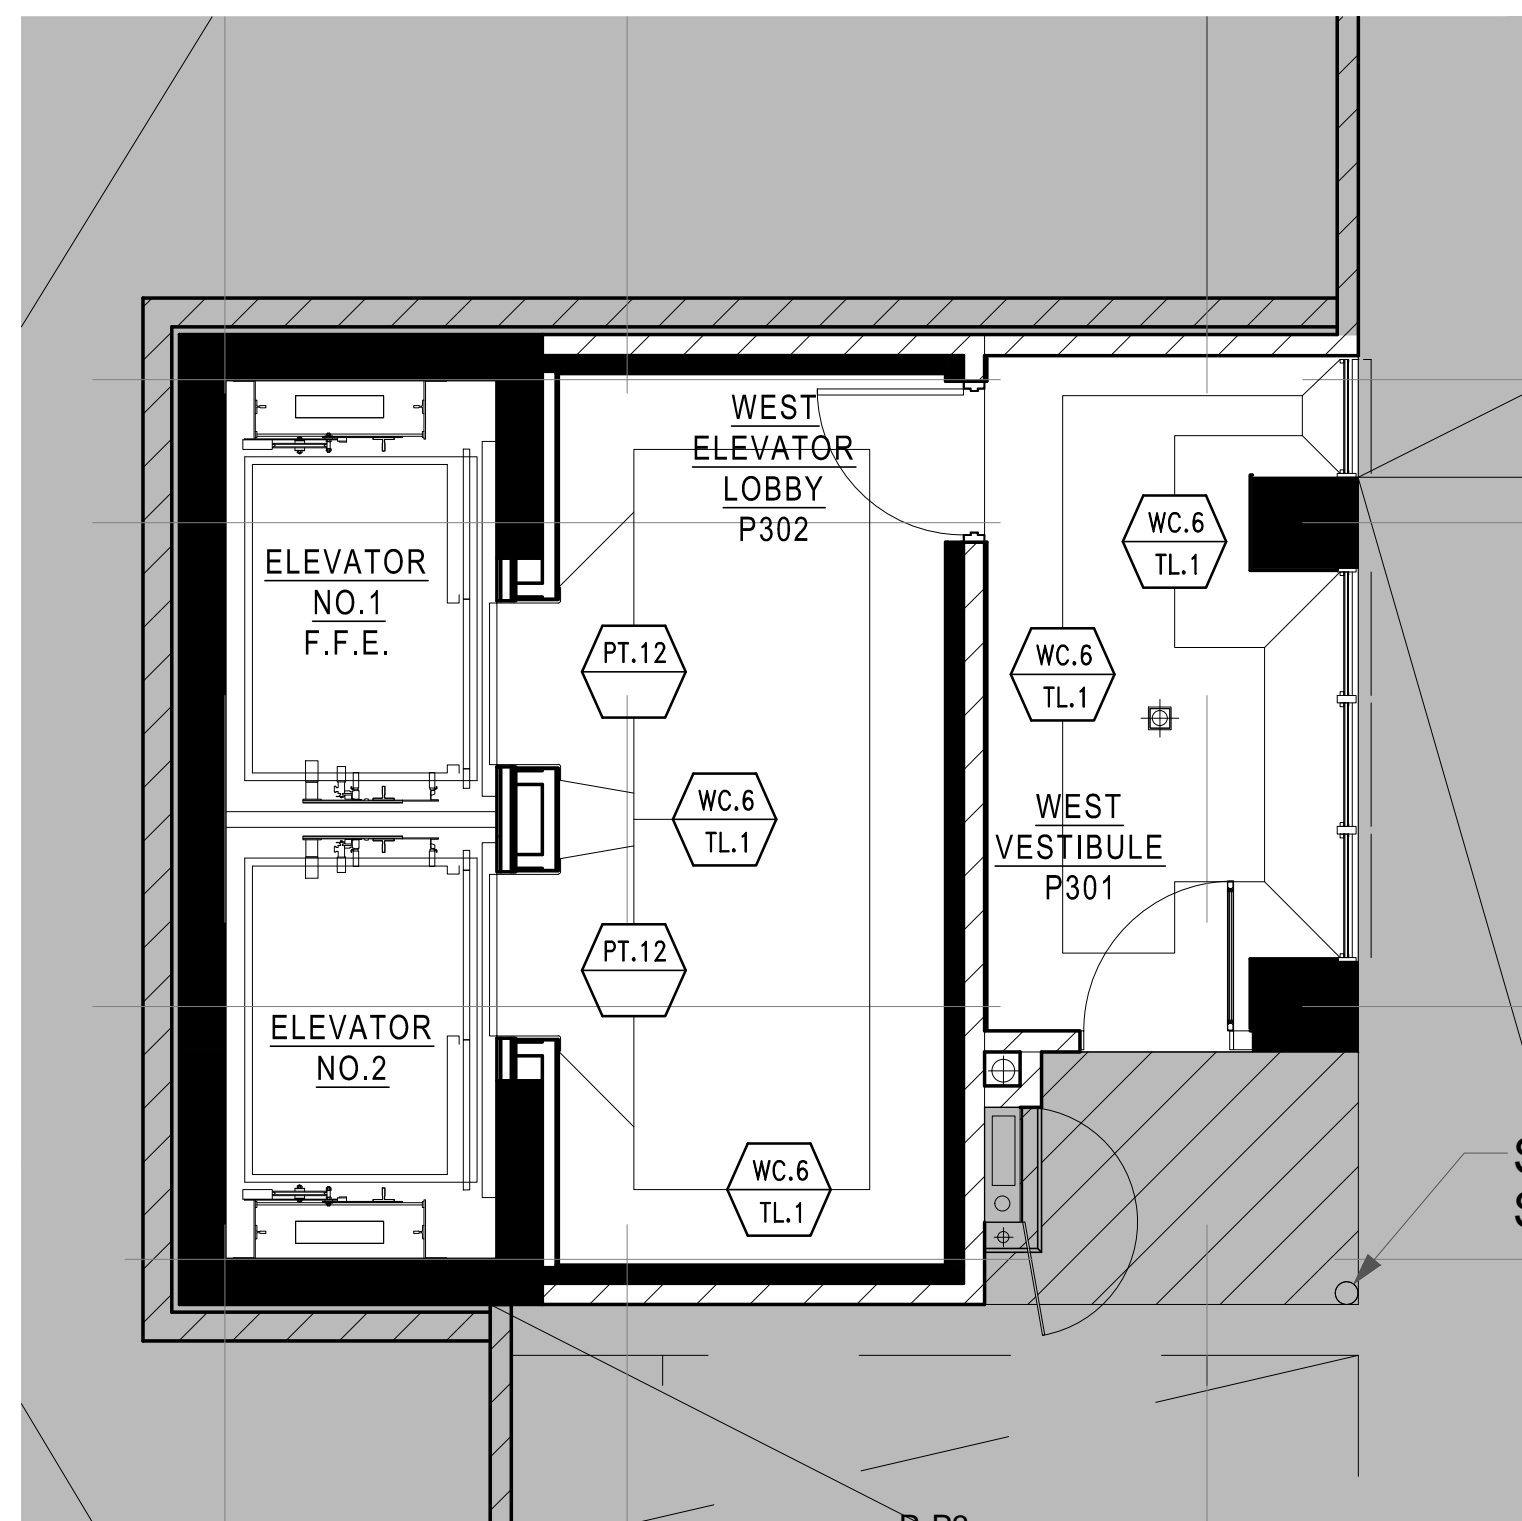 WEST
ELEVATOR
LOBBY
P302
WC.6
TL.1
ELEVATOR
NO.1
F.F.E.
PT.12
WC.6
TL.1
WC.6
TL.1
WEST
VESTIBULE
P301
PT.12
ELEVATOR
NO.2
WC.6
TL.1